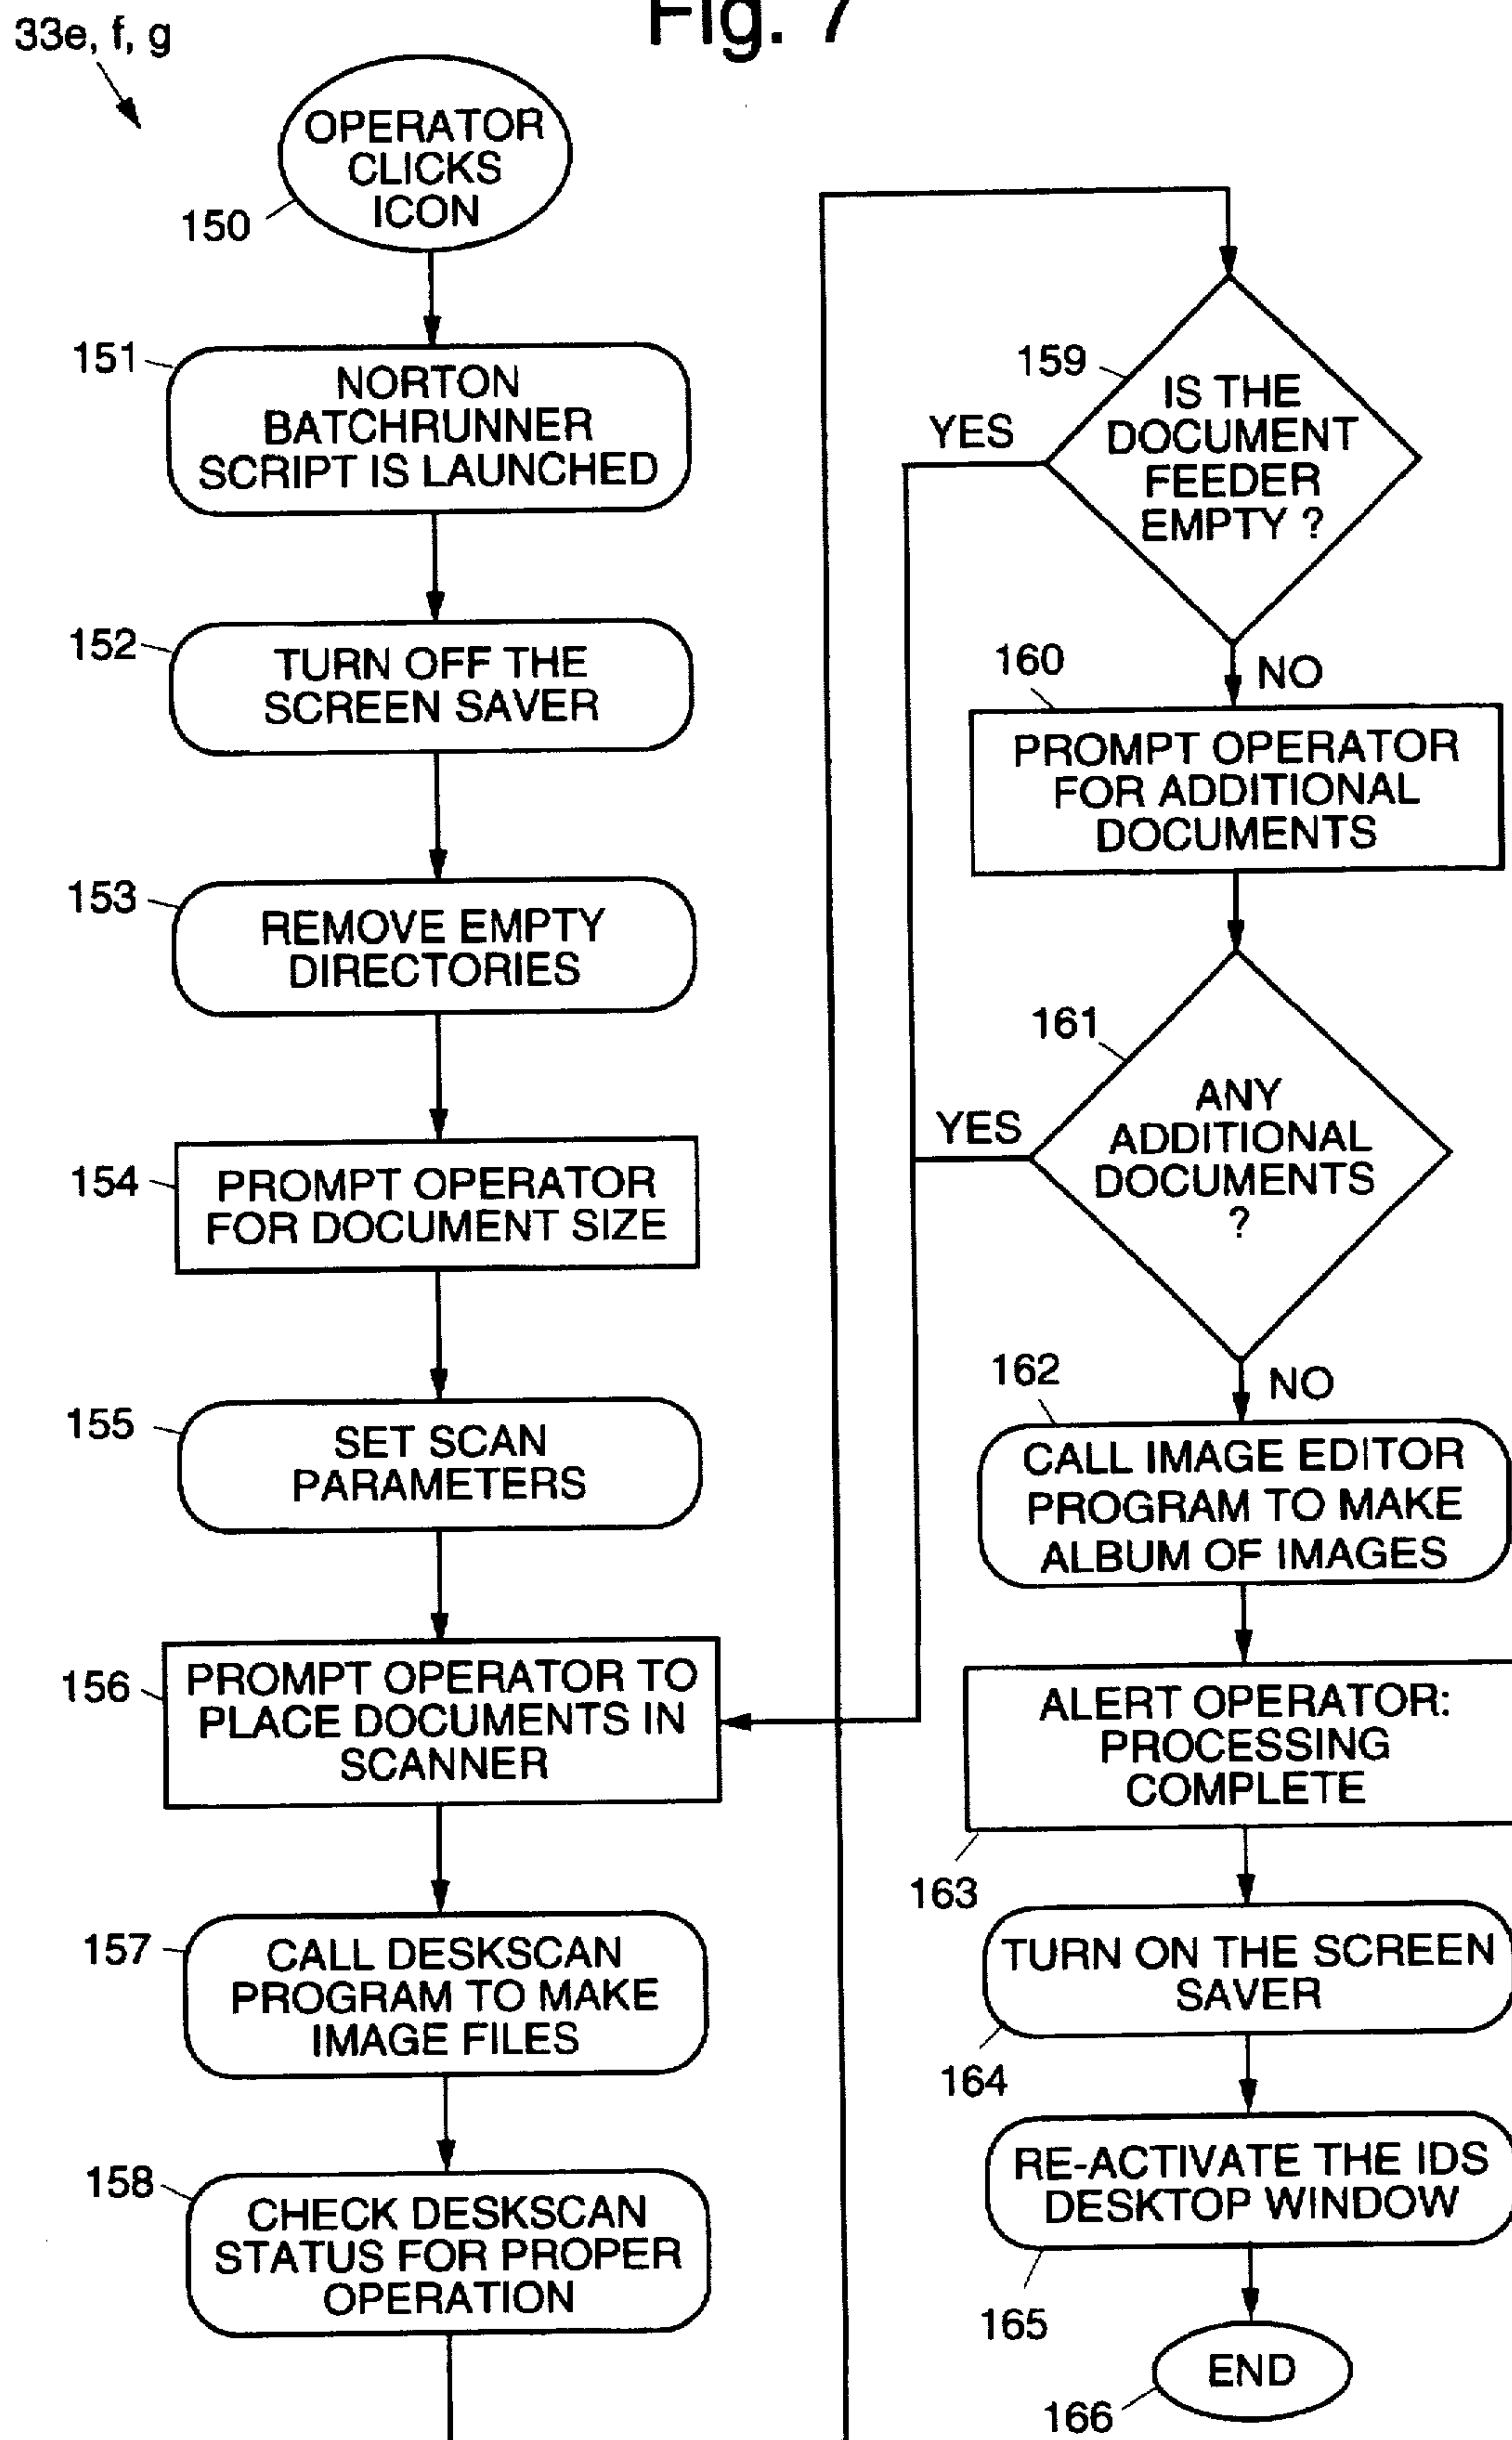 Fig. 7
33e, f, g
OPERATOR
CLICKS
ICON
150
151
NORTON
BATCHRUNNER
SCRIPT IS LAUNCHED
152
TURN OFF THE
SCREEN SAVER
153
REMOVE EMPTY
DIRECTORIES
154
PROMPT OPERATOR
FOR DOCUMENT SIZE
155
SET SCAN
PARAMETERS
156
PROMPT OPERATOR TO
PLACE DOCUMENTS IN
SCANNER
157
CALL DESKSCAN
PROGRAM TO MAKE
IMAGE FILES
158
CHECK DESKSCAN
STATUS FOR PROPER
OPERATION
159
IS THE
DOCUMENT
FEEDER
EMPTY ?
YES
NO
160
PROMPT OPERATOR
FOR ADDITIONAL
DOCUMENTS
161
ANY
ADDITIONAL
DOCUMENTS
?
YES
NO
162
CALL IMAGE EDITOR
PROGRAM TO MAKE
ALBUM OF IMAGES
ALERT OPERATOR:
PROCESSING
COMPLETE
163
TURN ON THE SCREEN
SAVER
164
RE-ACTIVATE THE IDS
DESKTOP WINDOW
165
END
166